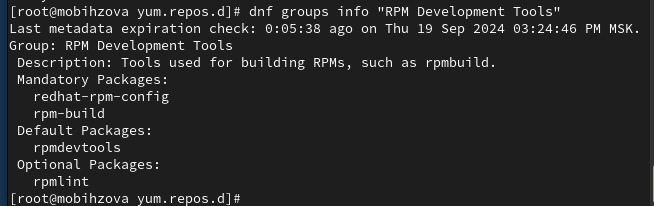 [root@mobihzova yum.repos.d]# dnf groups info "RPM Development Tools"
Last metadata expiration check: 0:05:38 ago on Thu 19 Sep 2024 03:24:46 PM MSK.
Group: RPM Development Tools
 Description: Tools used for building RPMs, such as rpmbuild.
 Mandatory Packages:
   redhat-rpm-config
   rpm-build
 Default Packages:
   rpmdevtools
 Optional Packages:
   rpmlint
[root@mobihzova yum.repos.d]#